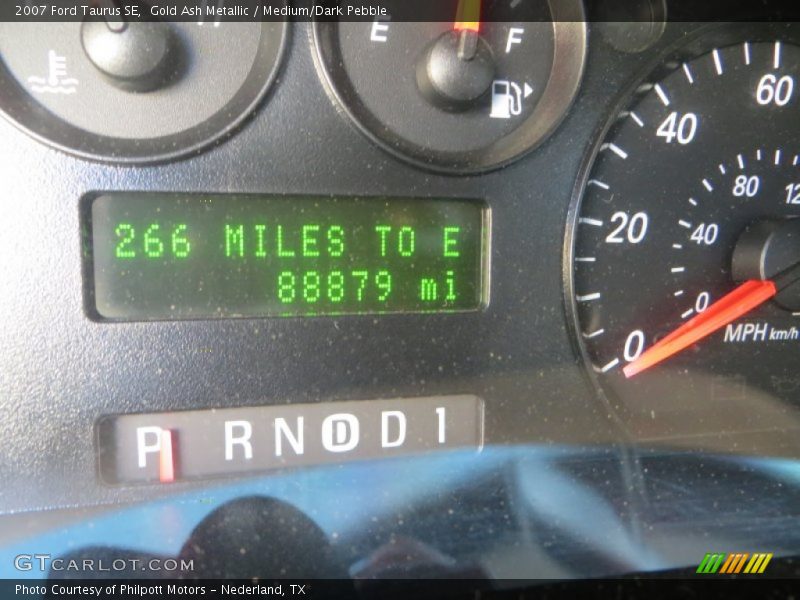 2007 Ford Taurus SE, Gold Ash Metallic / Medium/Dark Pebble
E F
60
40
80
20
40
0
0
MPH km/h
266 MILES TO E
88879 mi
P R N D D 1
GTCARLOT.COM
Photo Courtesy of Philpott Motors - Nederland, TX